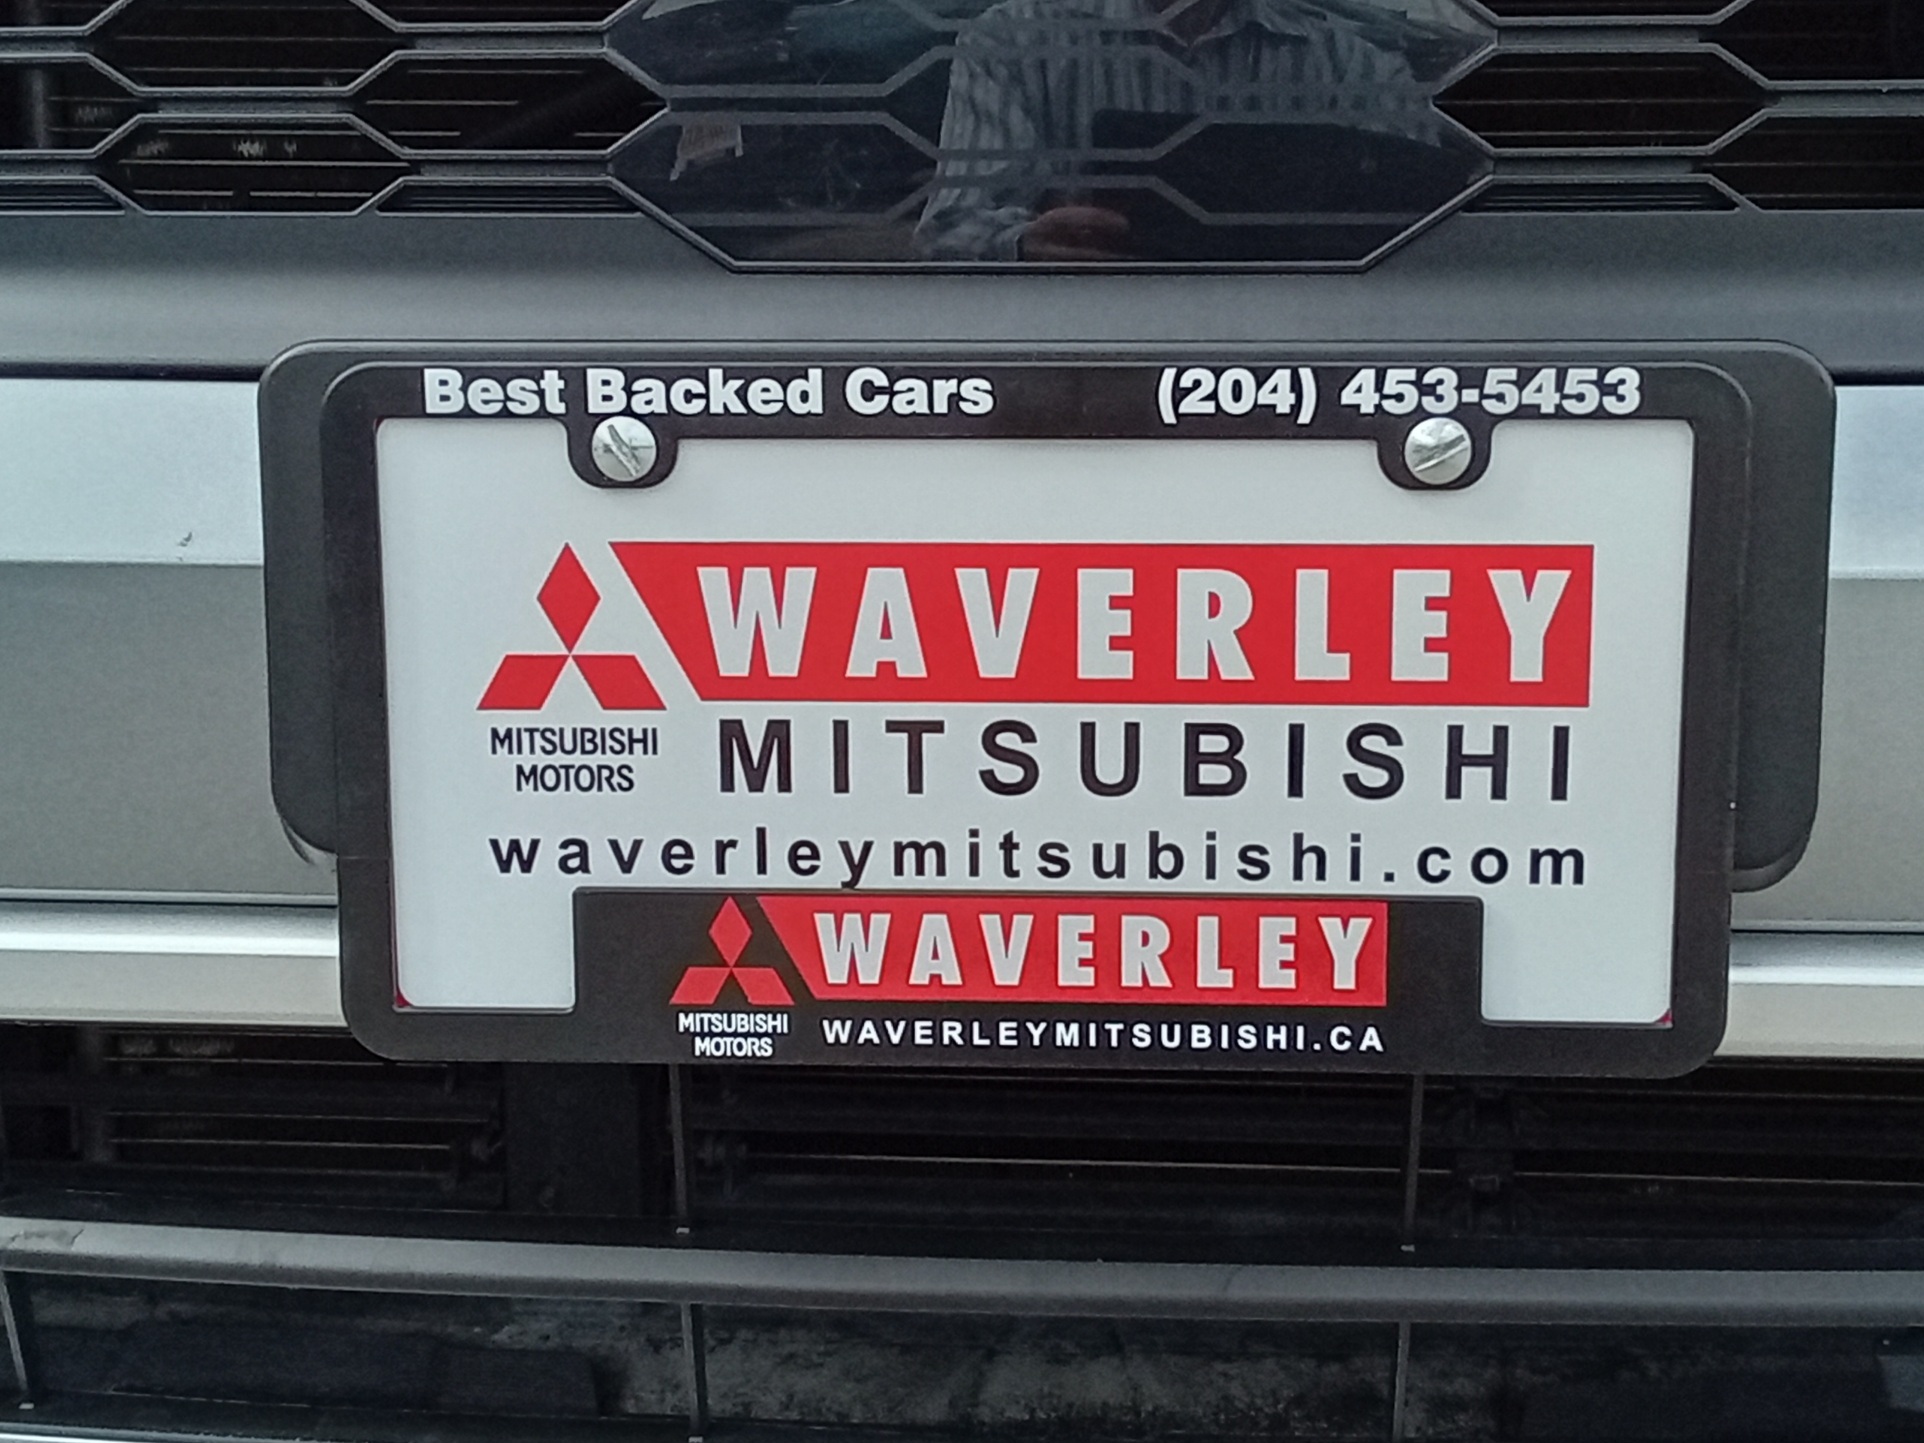 Best Backed Cars (204) 453-5453
WAVERLEY
MITSUBISHI
MITSUBISHI
MOTORS
waverleymitsubishi.com
WAVERLEY
MITSUBISHI
MOTORS
WAVERLEYMITSUBISHI.CA